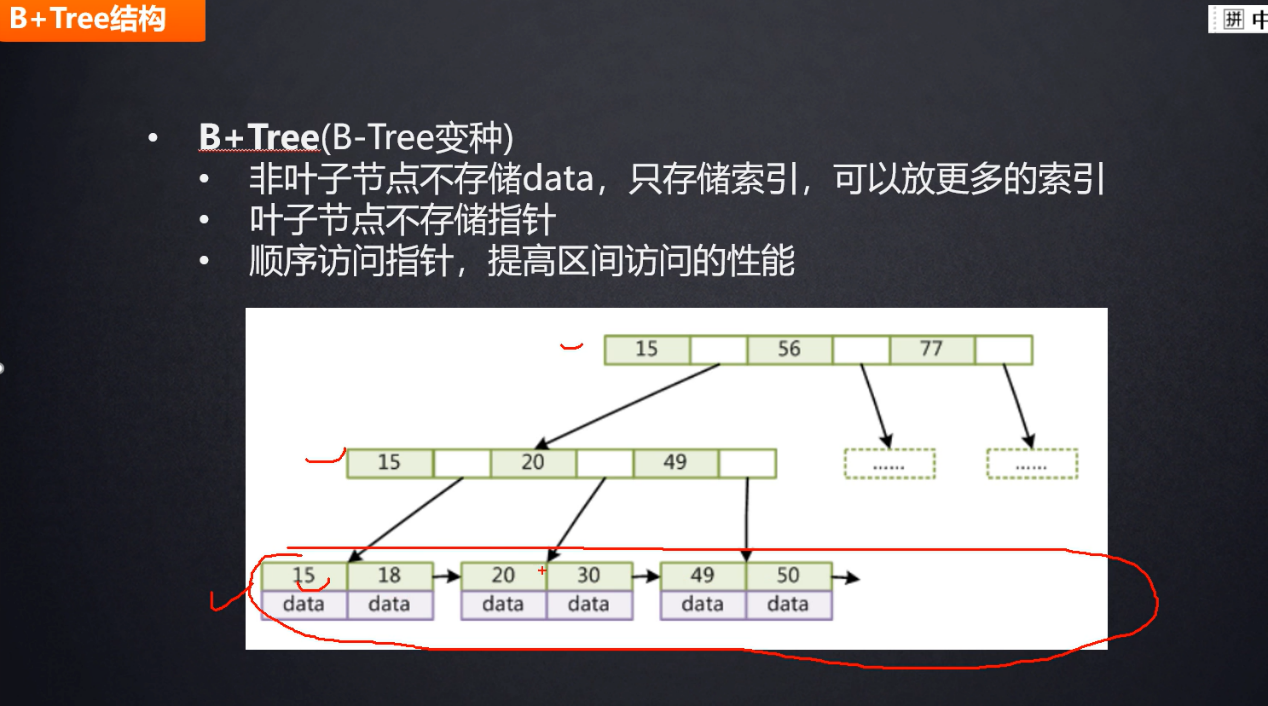 B+Tree结构
拼 中
• B+Tree(B-Tree变种)
• 非叶子节点不存储data，只存储索引，可以放更多的索引
• 叶子节点不存储指针
• 顺序访问指针，提高区间访问的性能
15 56 77
15 20 49 ...... ......
15 18 20 30 49 50
data data data data data data